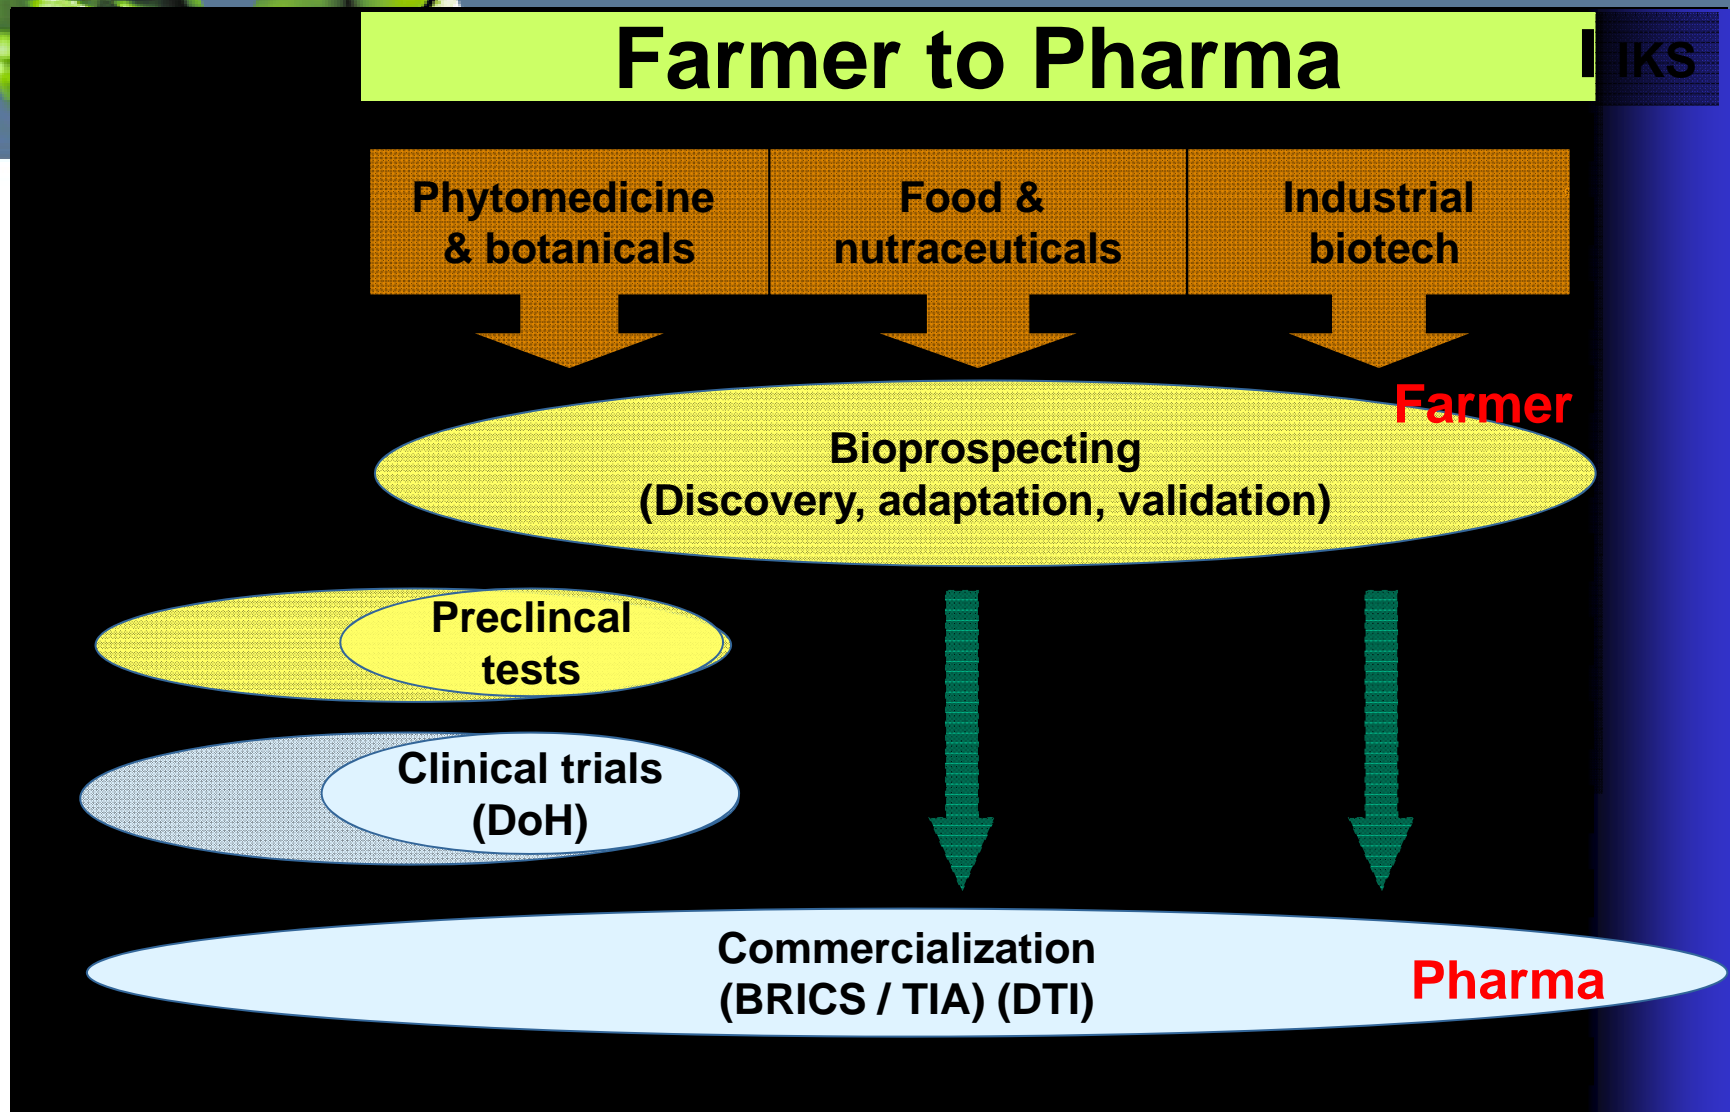 Farmer to Pharma
I IKS
Phytomedicine
& botanicals
Food &
nutraceuticals
Industrial
biotech
Farmer
Bioprospecting
(Discovery, adaptation, validation)
Preclincal
tests
Clinical trials
(DoH)
Commercialization
(BRICS / TIA) (DTI)
Pharma